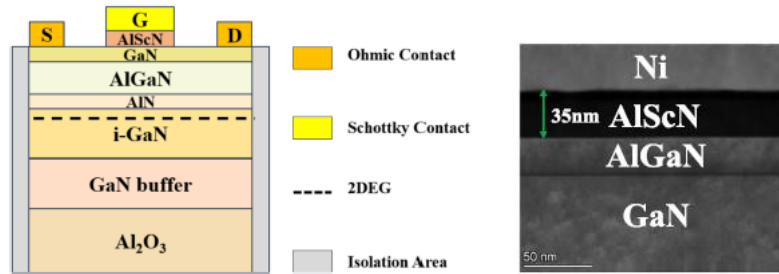 G
S
AlScN
D
GaN
AlGaN
AlN
i-GaN
GaN buffer
Al₂O₃
Ohmic Contact
Schottky Contact
2DEG
Isolation Area
Ni
35nm
AlScN
AlGaN
GaN
50 nm